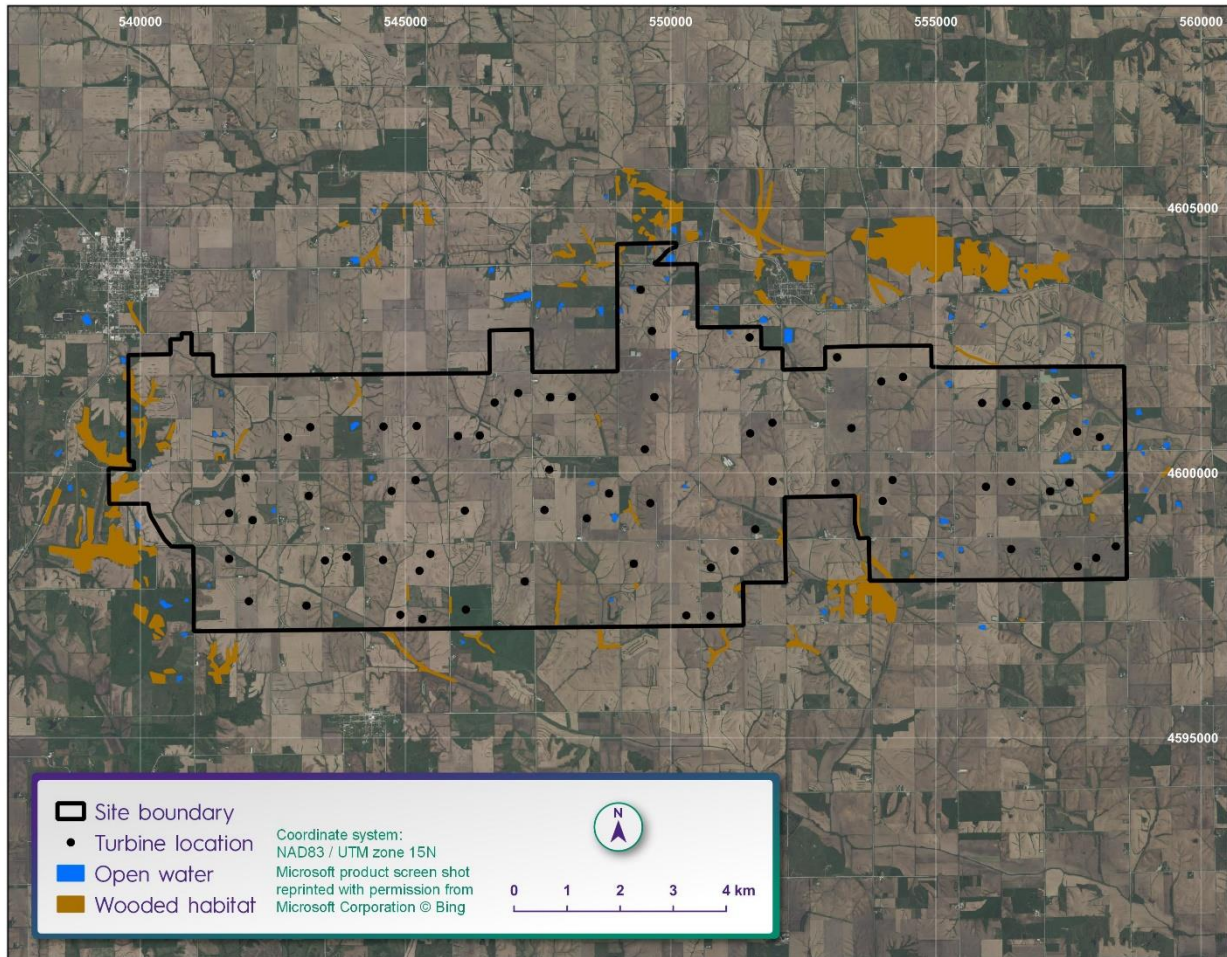 540000
545000
550000
555000
560000
4605000
4600000
4595000
Site boundary
Turbine location
Open water
Wooded habitat
Coordinate system:
NAD83 / UTM zone 15N
Microsoft product screen shot
reprinted with permission from
Microsoft Corporation © Bing
N
0 1 2 3 4 km